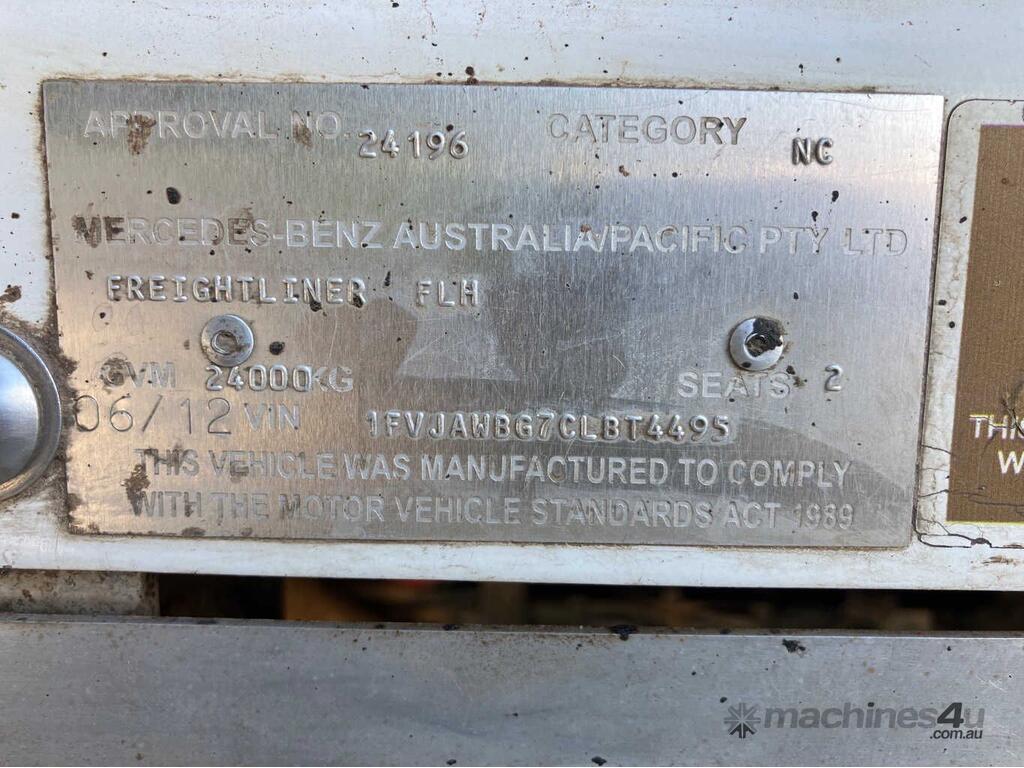 APPROVAL NO. 24196 CATEGORY NC
MERCEDES-BENZ AUSTRALIA/PACIFIC PTY LTD
FREIGHTLINER FLH
GVM 24000KG SEATS 2
06/12 VIN 1FVJAWBG7CLBT4495
THIS VEHICLE WAS MANUFACTURED TO COMPLY
WITH THE MOTOR VEHICLE STANDARDS ACT 1989
machines4u
.com.au